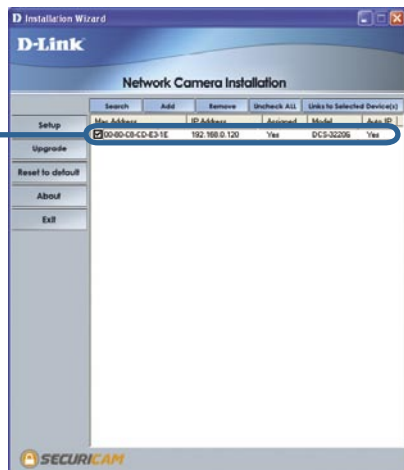 D Installation Wizard
D-Link
Network Camera Installation
Search Add Remove Uncheck ALL Links to Selected Device(s)
Mac Address IP Address Assigned Model Auto IP
00-80-C8-CD-E3-1E 192.168.0.120 Yes DCS-3220G Yes
Setup
Upgrade
Reset to default
About
Exit
SECURICAM